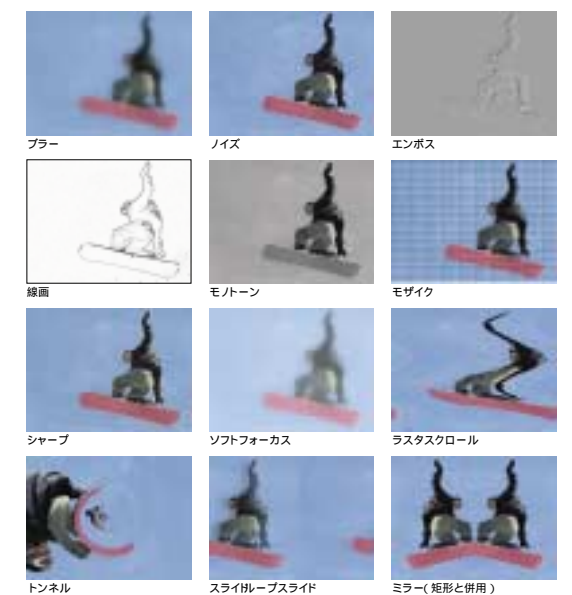 ブラー
ノイズ
エンボス
線画
モノトーン
モザイク
シャープ
ソフトフォーカス
ラスタスクロール
トンネル
スライド/ループスライド
ミラー( 矩形と併用 )